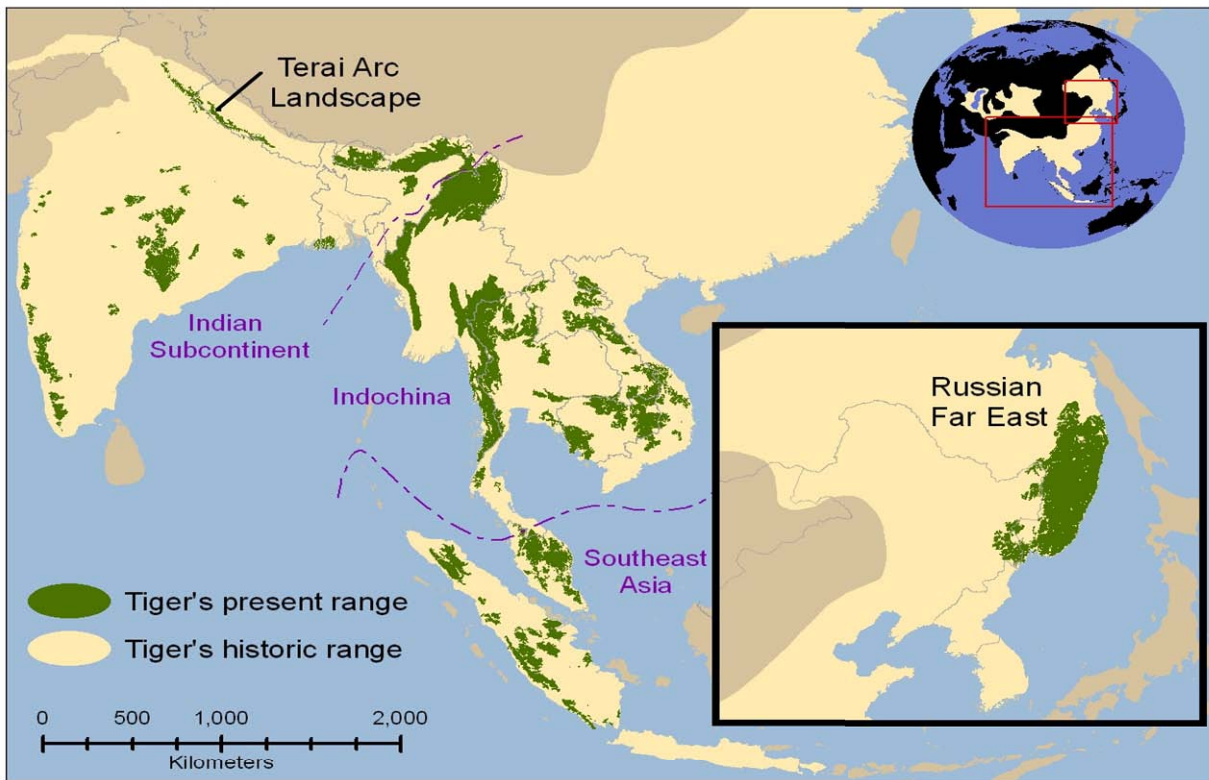 Terai Arc
Landscape
Indian
Subcontinent
Indochina
Southeast
Asia
Russian
Far East
Tiger's present range
Tiger's historic range
0 500 1,000 2,000
Kilometers